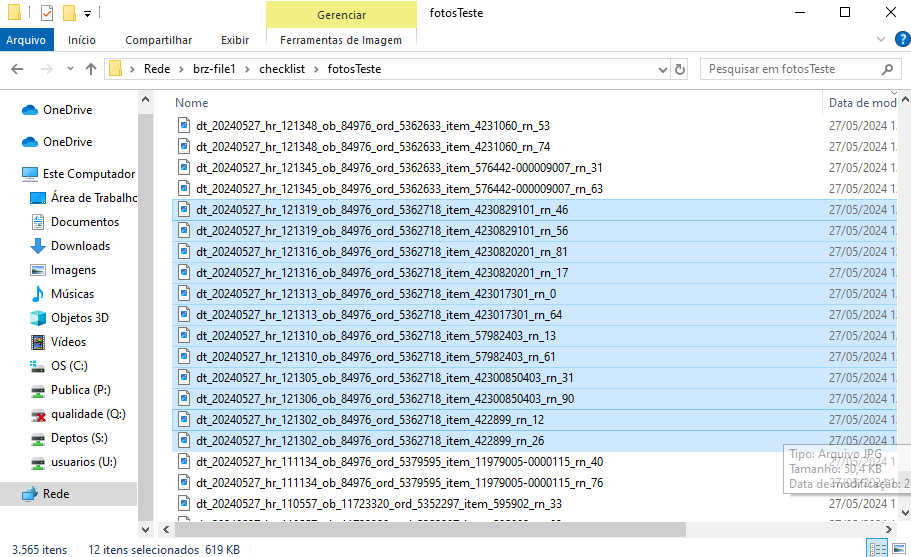 Gerenciar
fotosTeste
Arquivo
Início
Compartilhar
Exibir
Ferramentas de Imagem
Rede > brz-file1 > checklist > fotosTeste
Pesquisar em fotosTeste
Nome
Data de mod
OneDrive
OneDrive
Este Computador
Área de Trabalho
Documentos
Downloads
Imagens
Músicas
Objetos 3D
Vídeos
OS (C:)
Publica (P:)
qualidade (Q:)
Deptos (S:)
usuarios (U:)
Rede
dt_20240527_hr_121348_ob_84976_ord_5362633_item_4231060_rn_53 27/05/2024 1
dt_20240527_hr_121348_ob_84976_ord_5362633_item_4231060_rn_74 27/05/2024 1
dt_20240527_hr_121345_ob_84976_ord_5362633_item_576442-000009007_rn_31 27/05/2024 1
dt_20240527_hr_121345_ob_84976_ord_5362633_item_576442-000009007_rn_63 27/05/2024 1
dt_20240527_hr_121319_ob_84976_ord_5362718_item_4230829101_rn_46 27/05/2024 1
dt_20240527_hr_121319_ob_84976_ord_5362718_item_4230829101_rn_56 27/05/2024 1
dt_20240527_hr_121316_ob_84976_ord_5362718_item_4230820201_rn_81 27/05/2024 1
dt_20240527_hr_121316_ob_84976_ord_5362718_item_4230820201_rn_17 27/05/2024 1
dt_20240527_hr_121313_ob_84976_ord_5362718_item_423017301_rn_0 27/05/2024 1
dt_20240527_hr_121313_ob_84976_ord_5362718_item_423017301_rn_64 27/05/2024 1
dt_20240527_hr_121310_ob_84976_ord_5362718_item_57982403_rn_13 27/05/2024 1
dt_20240527_hr_121310_ob_84976_ord_5362718_item_57982403_rn_61 27/05/2024 1
dt_20240527_hr_121305_ob_84976_ord_5362718_item_42300850403_rn_31 27/05/2024 1
dt_20240527_hr_121306_ob_84976_ord_5362718_item_42300850403_rn_90 27/05/2024 1
dt_20240527_hr_121302_ob_84976_ord_5362718_item_422899_rn_12 27/05/2024 1
dt_20240527_hr_121302_ob_84976_ord_5362718_item_422899_rn_26 27/05/2024 1
dt_20240527_hr_111134_ob_84976_ord_5379595_item_11979005-0000115_rn_40
dt_20240527_hr_111134_ob_84976_ord_5379595_item_11979005-0000115_rn_76
dt_20240527_hr_110557_ob_11723320_ord_5352297_item_595902_rn_33 27/05/2024 1
Tipo: Arquivo JPG
Tamanho: 50,4 KB
Data de modificação: 2
3.565 itens
12 itens selecionados 619 KB